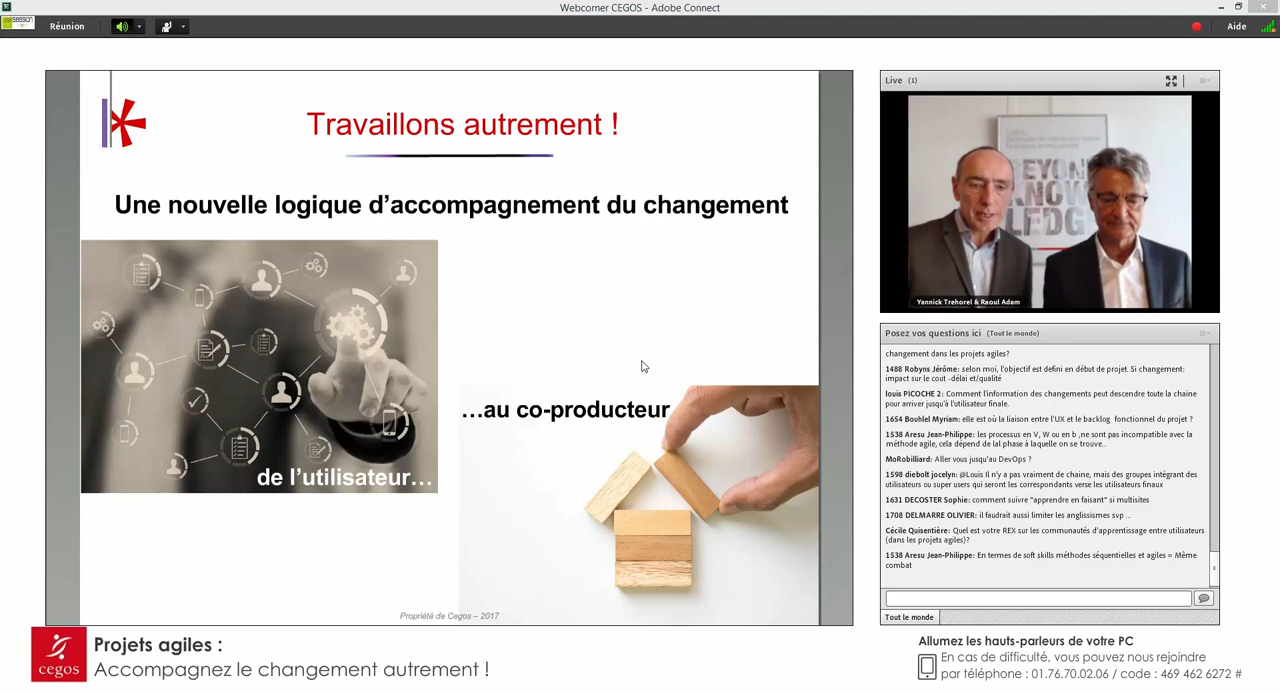 Webcorner CEGOS - Adobe Connect
Réunion
Aide
Travaillons autrement !
Une nouvelle logique d’accompagnement du changement
de l’utilisateur…
…au co-producteur
Propriété de Cegos – 2017
Live (1)
BEYOND
KNOW
LEDG
Yannick Trehorel & Raoul Adam
Posez vos questions ici (Tout le monde)
changement dans les projets agiles?
1488 Robyns Jérôme: selon moi, l'objectif est defini en début de projet. Si changement:
impact sur le cout -délai et/qualité
louis PICOCHE 2: Comment l'information des changements peut descendre toute la chaine
pour arriver jusqu'à l'utilisateur finale.
1654 Bouhlel Myriam: elle est où la liaison entre l'UX et le backlog fonctionnel du projet ?
1538 Aresu Jean-Philippe: les processus en V, W ou en b ,ne sont pas incompatible avec la
méthode agile, cela dépend de lal phase à laquelle on se trouve..
MoRobilliard: Aller vous jusqu'au DevOps ?
1598 diebolt jocelyn: @Louis Il n'y a pas vraiment de chaine, mais des groupes intégrant des
utilisateurs ou super users qui seront les correspondants verse les utilisateurs finaux
1631 DECOSTER Sophie: comment suivre "apprendre en faisant" si multisites
1708 DELMARRE OLIVIER: il faudrait aussi limiter les anglissismes svp ...
Cécile Quisentière: Quel est votre REX sur les communautés d'apprentissage entre utilisateurs
(dans les projets agiles)?
1538 Aresu Jean-Philippe: En termes de soft skills méthodes séquentielles et agiles = Même
combat
Tout le monde
cegos
Projets agiles :
Accompagnez le changement autrement !
Allumez les hauts-parleurs de votre PC
En cas de difficulté, vous pouvez nous rejoindre
par téléphone : 01.76.70.02.06 / code : 469 462 6272 #